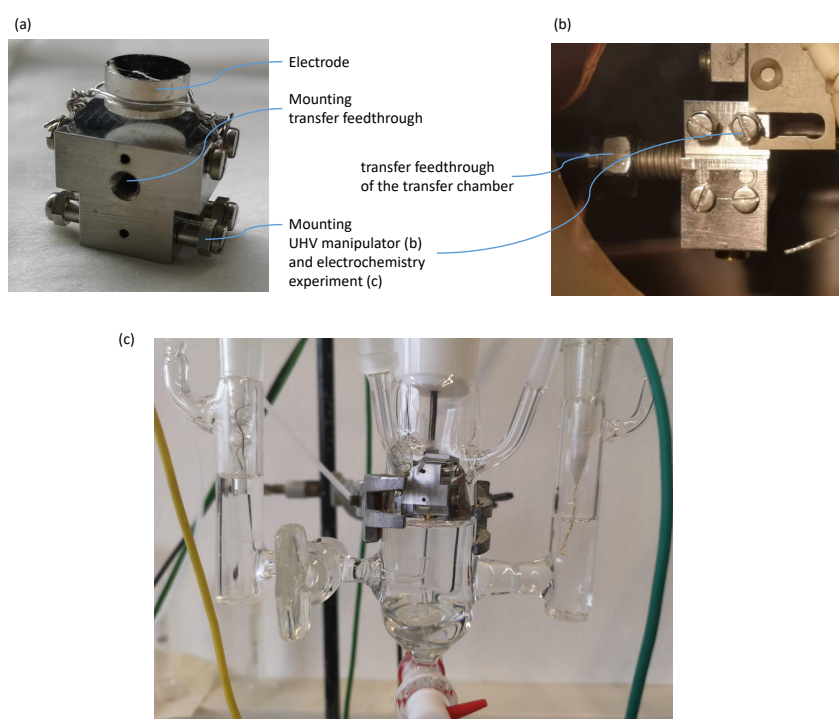 (a)
(b)
Electrode
Mounting
transfer feedthrough
transfer feedthrough
of the transfer chamber
Mounting
UHV manipulator (b)
and electrochemistry
experiment (c)
(c)